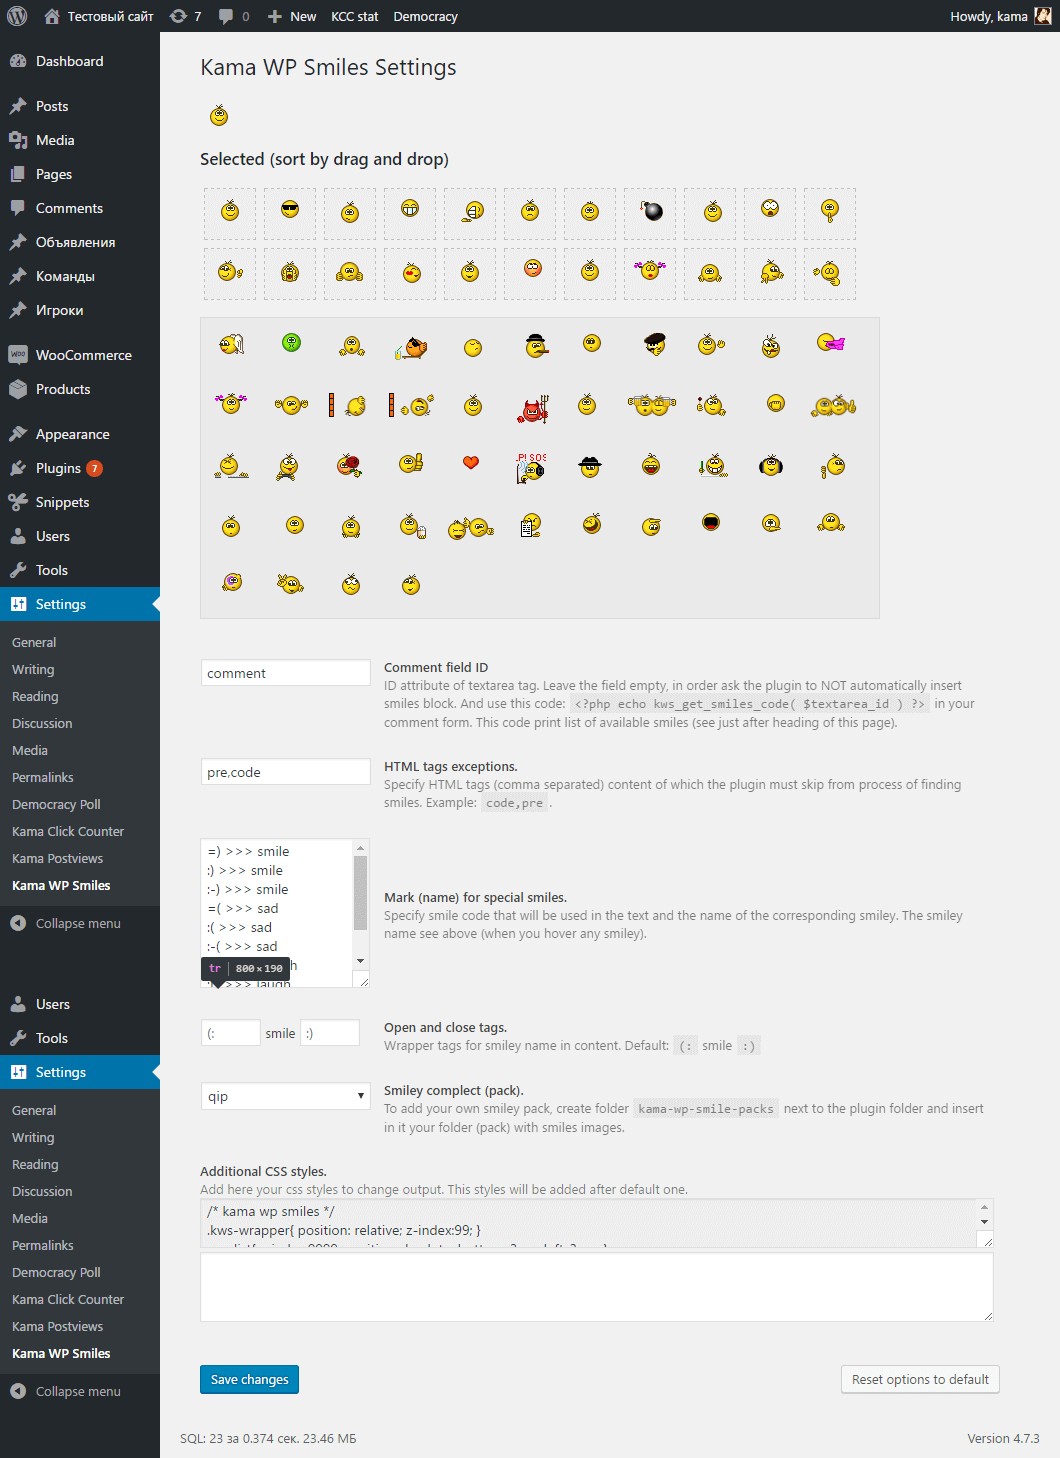 Тестовый сайт 7 0 New KCC stat Democracy Howdy, kama
Dashboard
Posts
Media
Pages
Comments
Объявления
Команды
Игроки
WOO WooCommerce
Products
Appearance
Plugins 7
Snippets
Users
Tools
Settings
General
Writing
Reading
Discussion
Media
Permalinks
Democracy Poll
Kama Click Counter
Kama Postviews
Kama WP Smiles
Collapse menu
Users
Tools
Settings
General
Writing
Reading
Discussion
Media
Permalinks
Democracy Poll
Kama Click Counter
Kama Postviews
Kama WP Smiles
Collapse menu
Kama WP Smiles Settings
Selected (sort by drag and drop)
comment
Comment field ID
ID attribute of textarea tag. Leave the field empty, in order ask the plugin to NOT automatically insert
smiles block. And use this code: <?php echo kws_get_smiles_code( $textarea_id ) ?> in your
comment form. This code print list of available smiles (see just after heading of this page).
pre,code
HTML tags exceptions.
Specify HTML tags (comma separated) content of which the plugin must skip from process of finding
smiles. Example: code,pre .
=) >>> smile
:) >>> smile
:-) >>> smile
=( >>> sad
:( >>> sad
:-( >>> sad
tr 800 × 190 h
>>> laugh
Mark (name) for special smiles.
Specify smile code that will be used in the text and the name of the corresponding smiley. The smiley
name see above (when you hover any smiley).
(: smile :)
Open and close tags.
Wrapper tags for smiley name in content. Default: (: smile :)
qip
Smiley complect (pack).
To add your own smiley pack, create folder kama-wp-smile-packs next to the plugin folder and insert
in it your folder (pack) with smiles images.
Additional CSS styles.
Add here your css styles to change output. This styles will be added after default one.
/* kama wp smiles */
.kws-wrapper{ position: relative; z-index:99; }
Save changes Reset options to default
SQL: 23 за 0.374 сек. 23.46 МБ Version 4.7.3